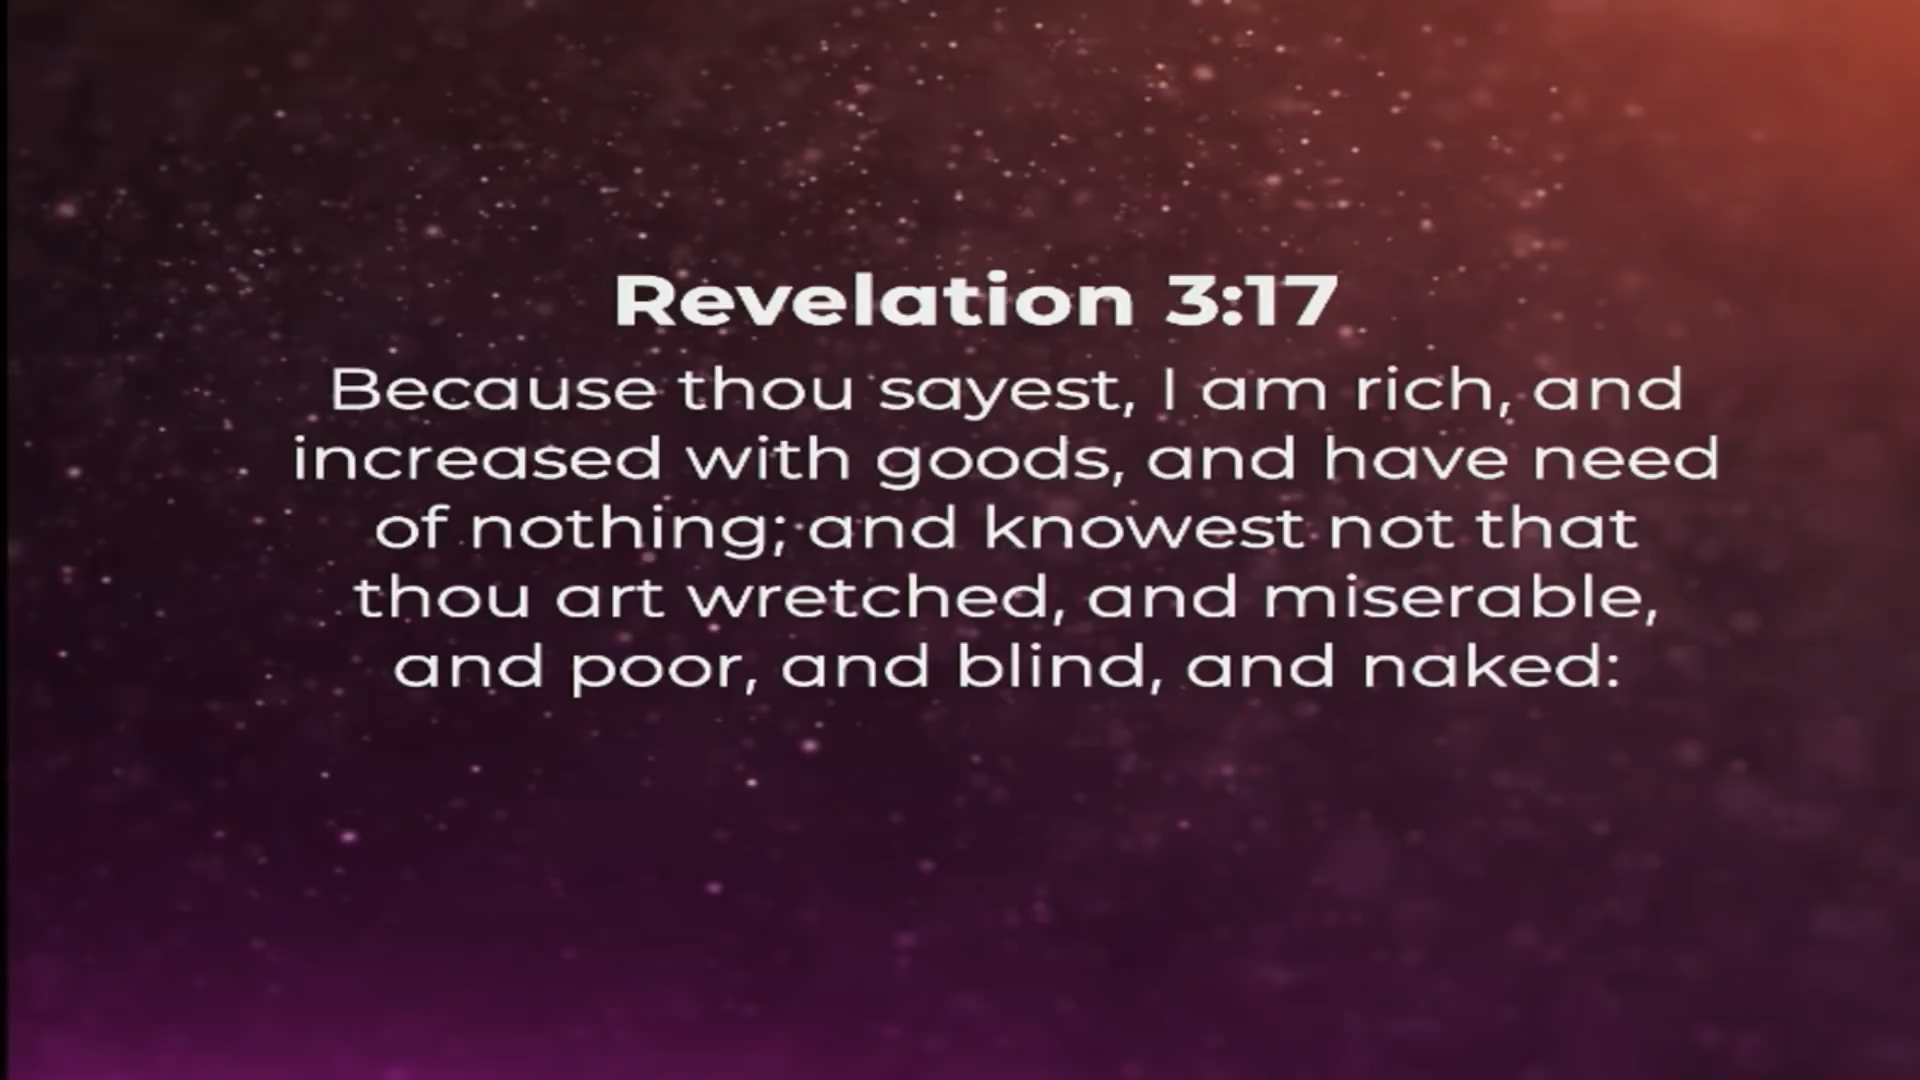 Revelation 3:17
Because thou sayest, I am rich, and
increased with goods, and have need
of nothing; and knowest not that
thou art wretched, and miserable,
and poor, and blind, and naked: